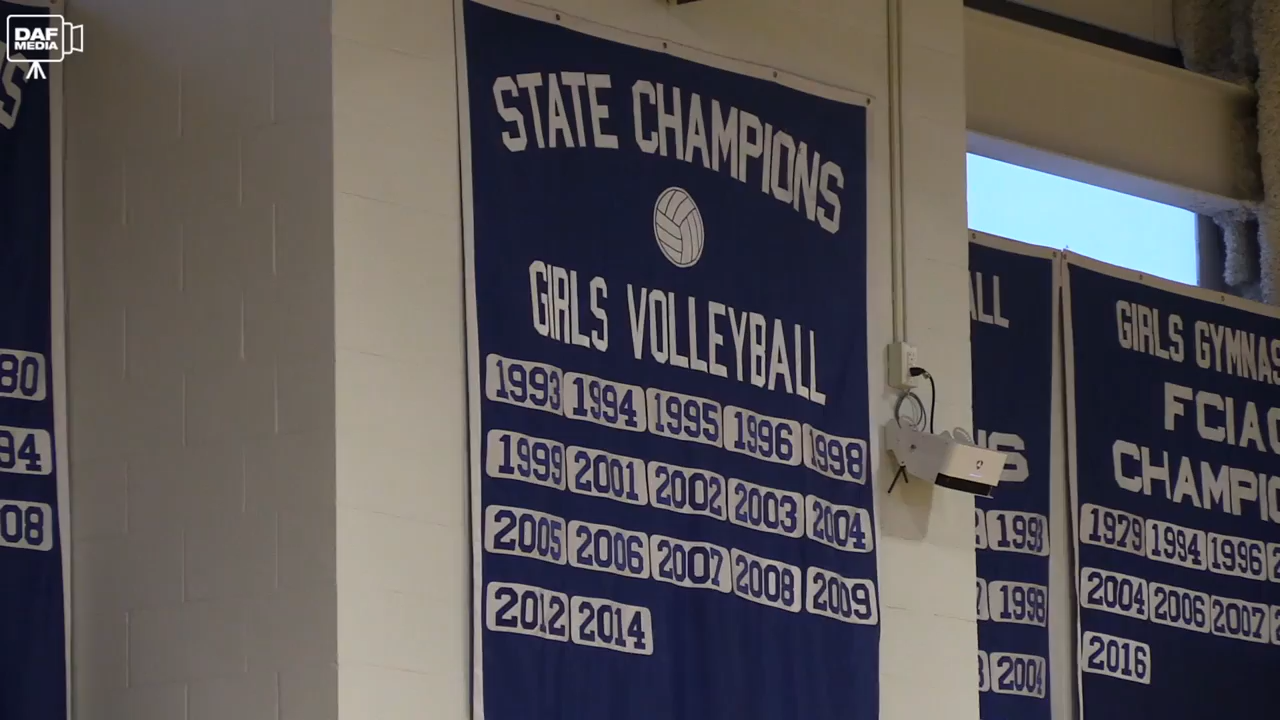 DAF
MEDIA
S
80
94
08
STATE CHAMPIONS
GIRLS VOLLEYBALL
1993 1994 1995 1996 1998
1999 2001 2002 2003 2004
2005 2006 2007 2008 2009
2012 2014
ALL
NS
1998
2004
GIRLS GYMNAS
FCIAC
CHAMPIO
1979 1994 1996
2004 2006 2007
2016